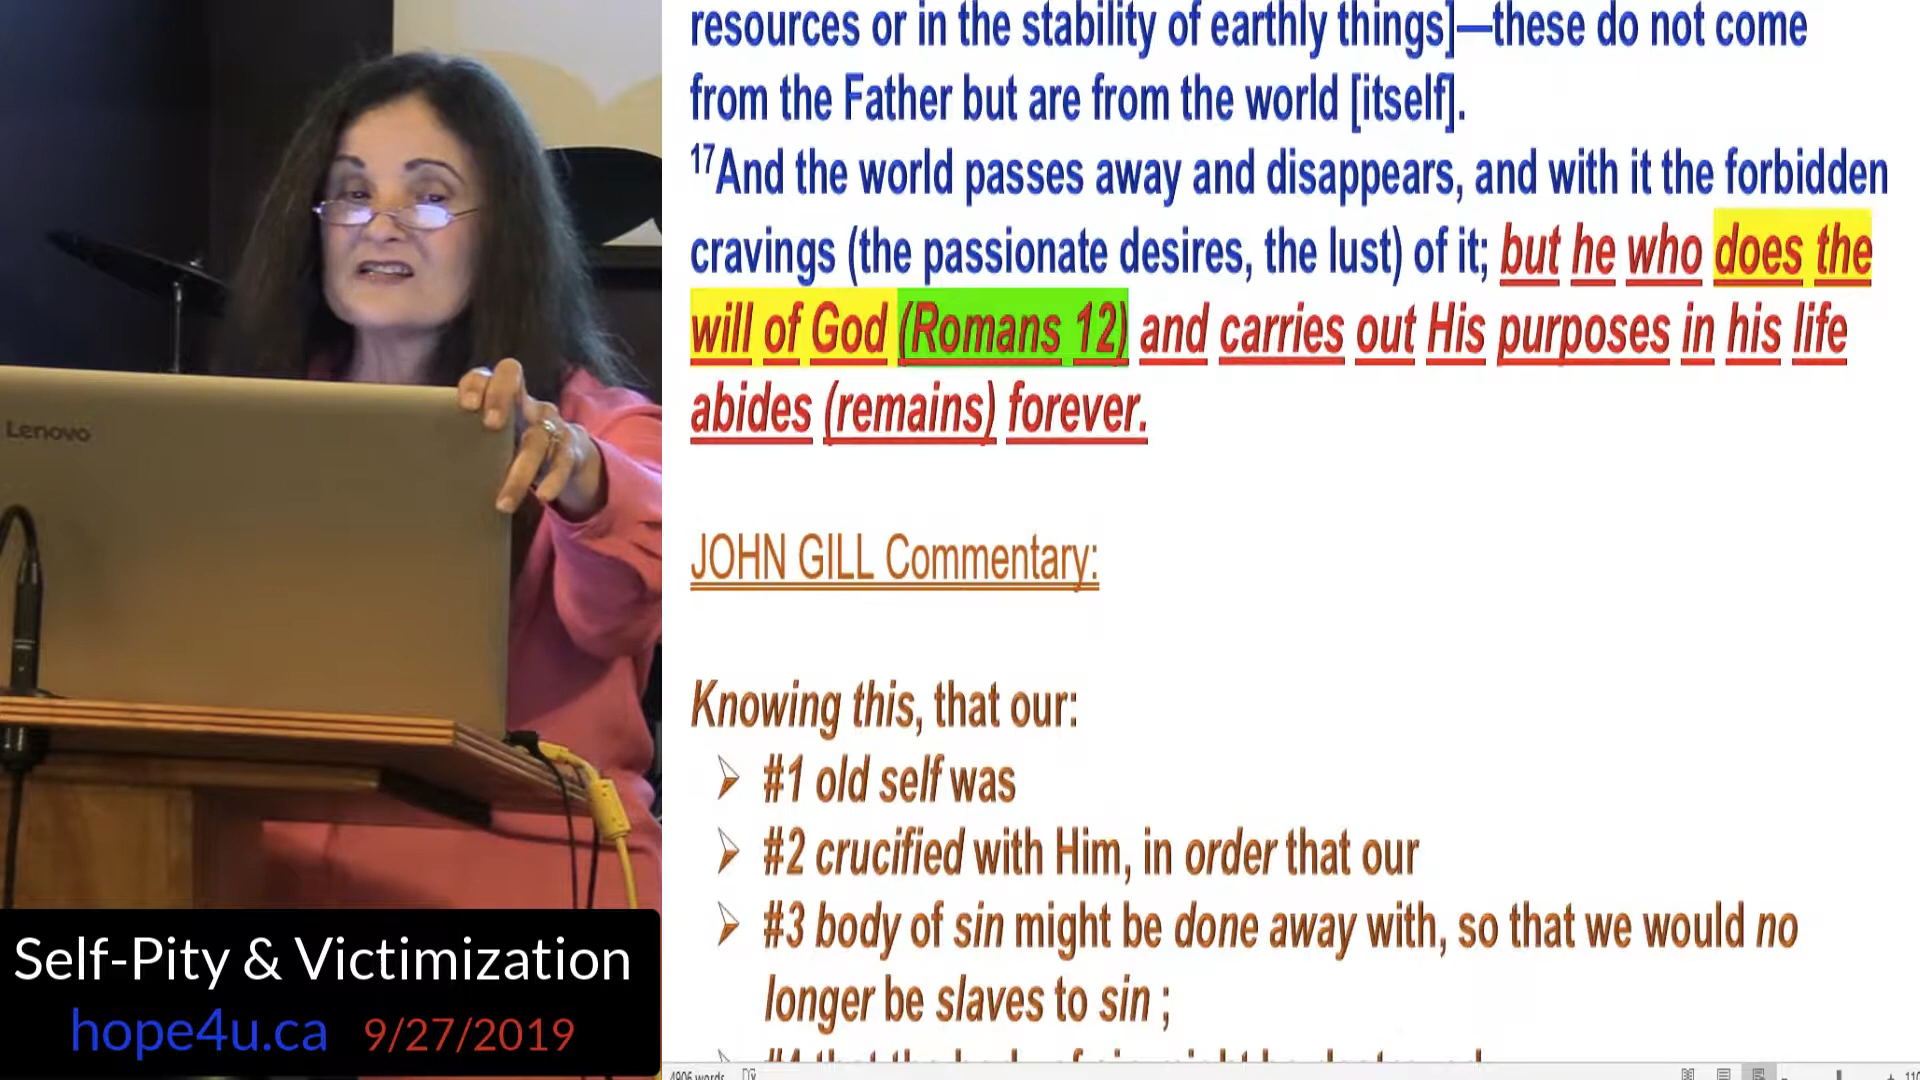 resources or in the stability of earthly things]—these do not come
from the Father but are from the world [itself].
17And the world passes away and disappears, and with it the forbidden
cravings (the passionate desires, the lust) of it; but he who does the
will of God (Romans 12) and carries out His purposes in his life
abides (remains) forever.
JOHN GILL Commentary:
Knowing this, that our:
➢ #1 old self was
➢ #2 crucified with Him, in order that our
➢ #3 body of sin might be done away with, so that we would no
longer be slaves to sin ;
Lenovo
Self-Pity & Victimization
hope4u.ca 9/27/2019